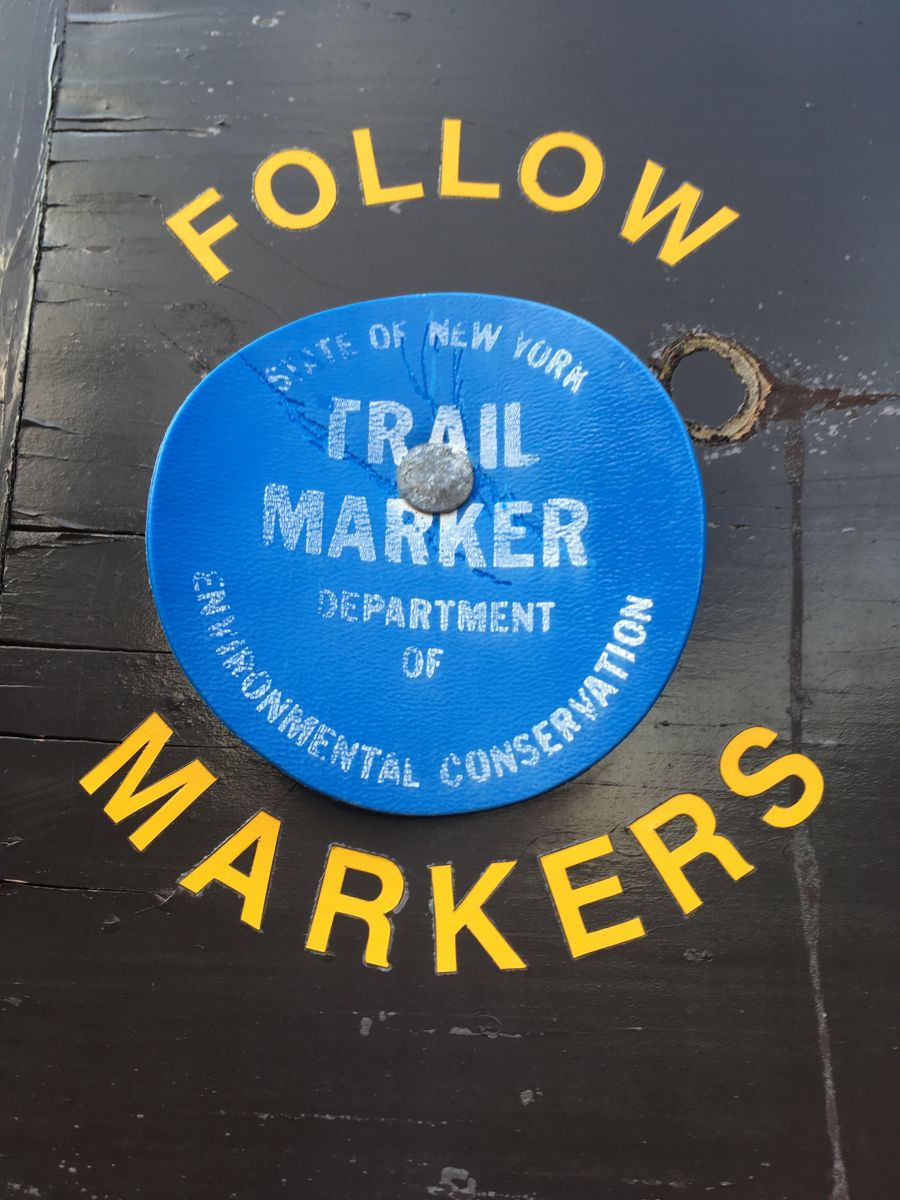 FOLLOW
STATE OF NEW YORK
TRAIL
MARKER
DEPARTMENT
OF
ENVIRONMENTAL CONSERVATION
MARKERS